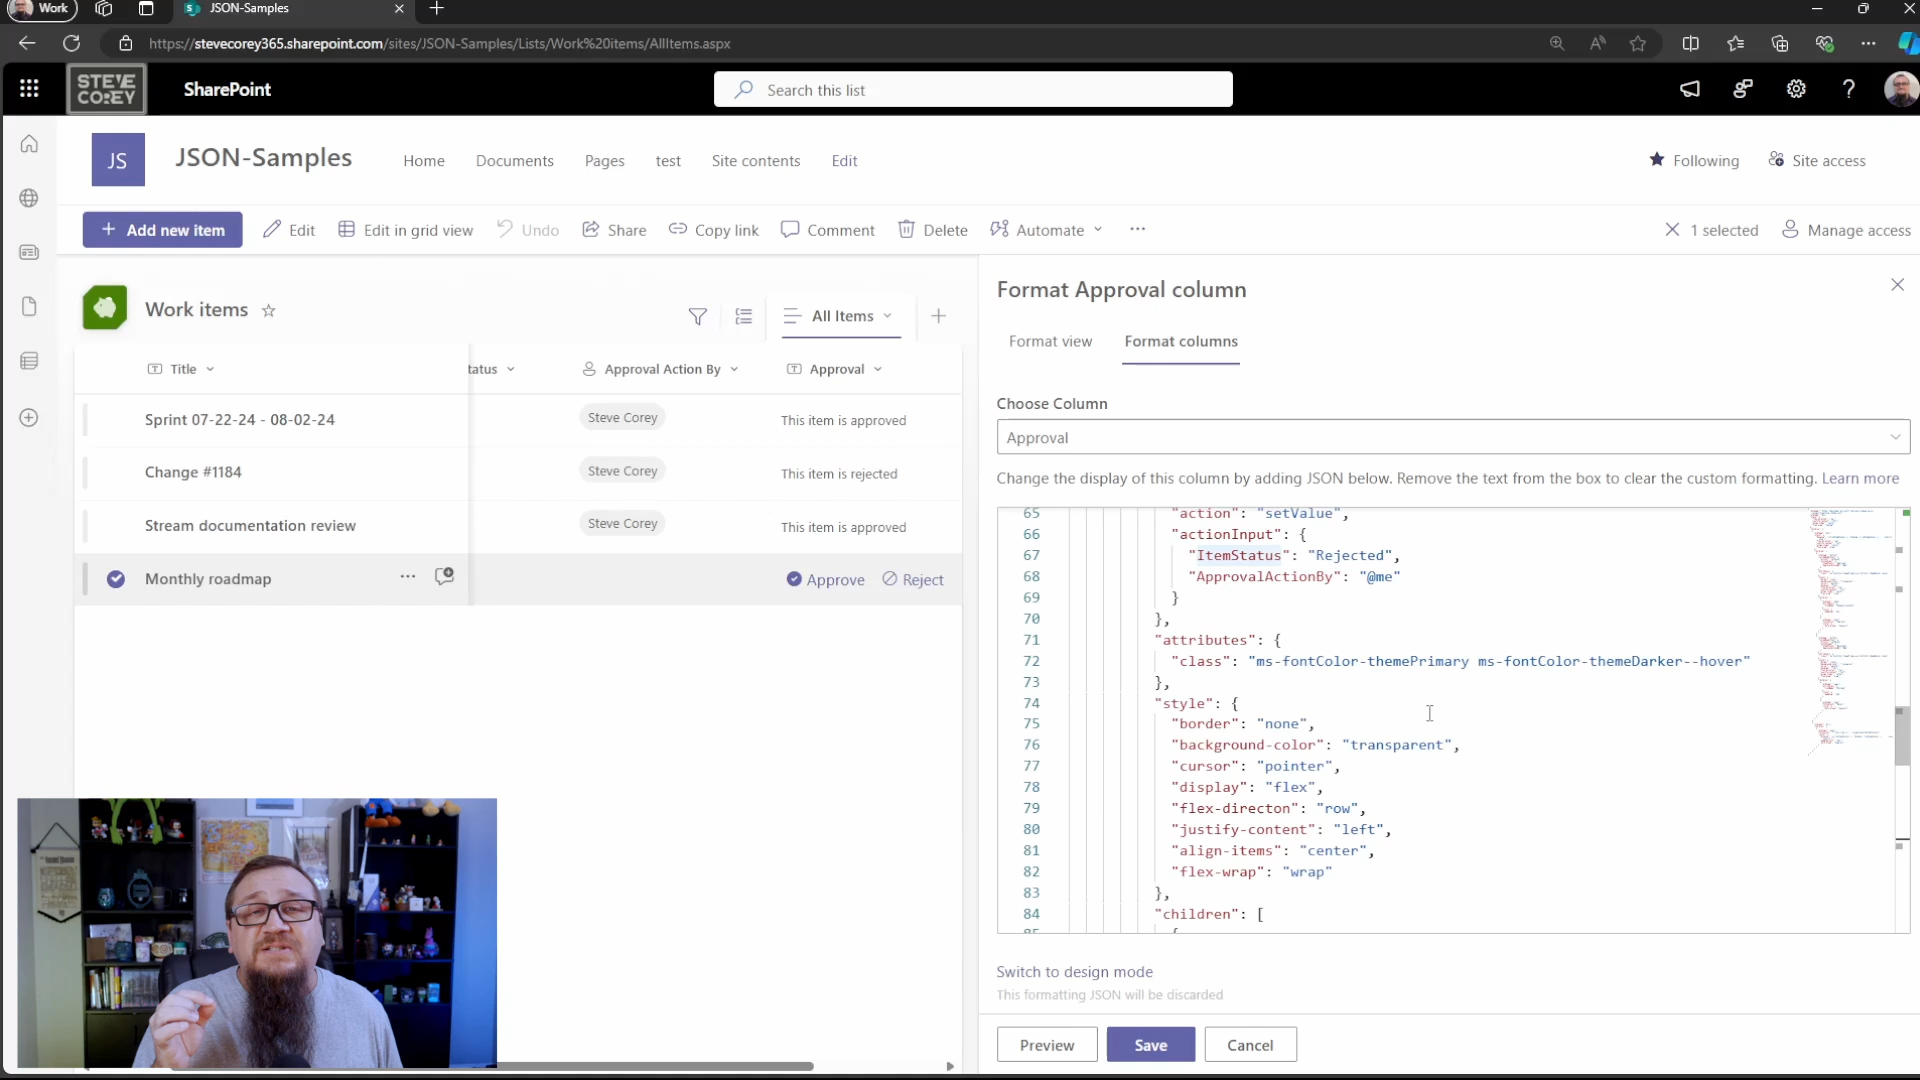 Work
JSON-Samples
https://stevecorey365.sharepoint.com/sites/JSON-Samples/Lists/Work%20items/AllItems.aspx
STEVE
COREY
SharePoint
Search this list
JS
JSON-Samples
Home
Documents
Pages
test
Site contents
Edit
Following
Site access
+ Add new item
Edit
Edit in grid view
Undo
Share
Copy link
Comment
Delete
Automate
1 selected
Manage access
Work items
All Items
Title
tatus
Approval Action By
Approval
Sprint 07-22-24 - 08-02-24
Steve Corey
This item is approved
Change #1184
Steve Corey
This item is rejected
Stream documentation review
Steve Corey
This item is approved
Monthly roadmap
Approve
Reject
Format Approval column
Format view
Format columns
Choose Column
Approval
Change the display of this column by adding JSON below. Remove the text from the box to clear the custom formatting. Learn more
65 "action": "setValue",
66 "actionInput": {
67 "ItemStatus": "Rejected",
68 "ApprovalActionBy": "@me"
69 }
70 },
71 "attributes": {
72 "class": "ms-fontColor-themePrimary ms-fontColor-themeDarker--hover"
73 },
74 "style": {
75 "border": "none",
76 "background-color": "transparent",
77 "cursor": "pointer",
78 "display": "flex",
79 "flex-directon": "row",
80 "justify-content": "left",
81 "align-items": "center",
82 "flex-wrap": "wrap"
83 },
84 "children": [
85 {
Switch to design mode
This formatting JSON will be discarded
Preview
Save
Cancel